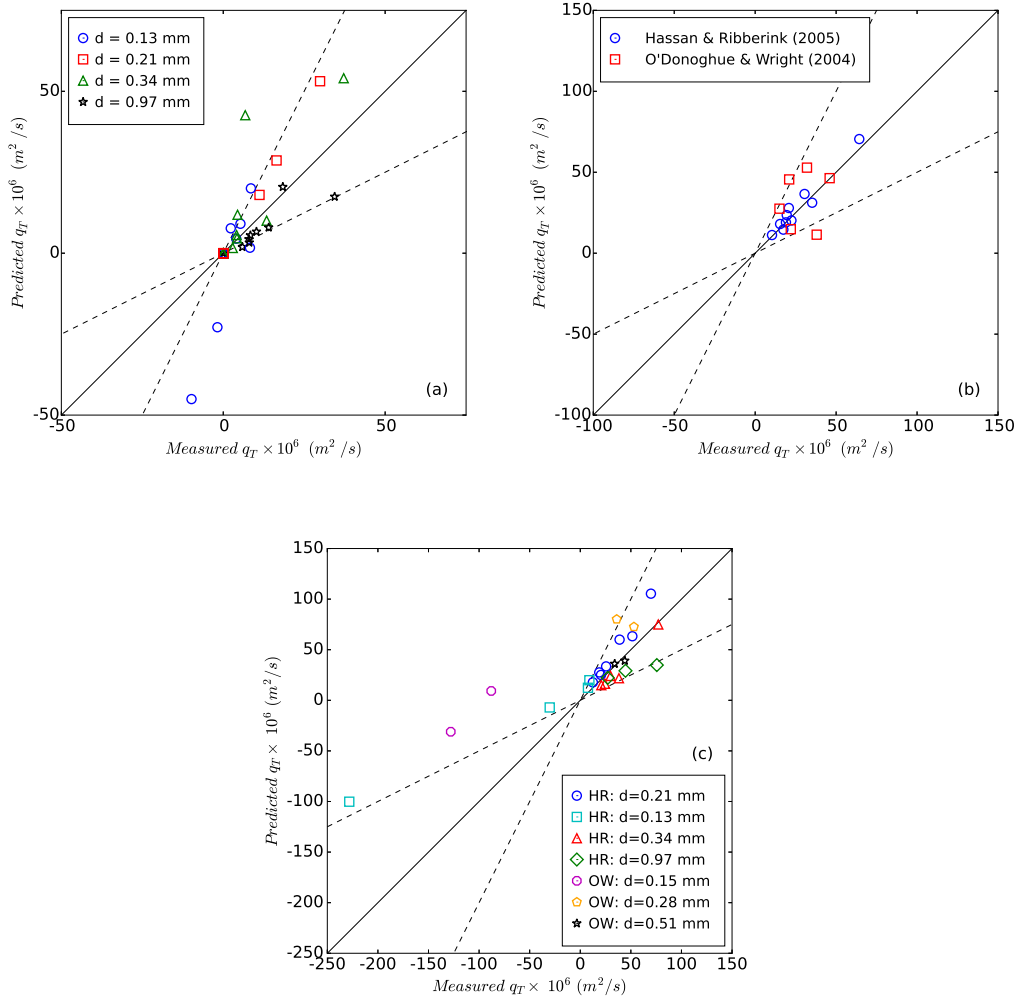 d = 0.13 mm
d = 0.21 mm
d = 0.34 mm
d = 0.97 mm
50
0
-50
-50 0 50
Predicted q_T × 10^6 (m^2/s)
Measured q_T × 10^6 (m^2/s)
(a)
Hassan & Ribberink (2005)
O'Donoghue & Wright (2004)
150
100
50
0
-50
-100
-100 -50 0 50 100 150
Predicted q_T × 10^6 (m^2/s)
Measured q_T × 10^6 (m^2/s)
(b)
150
100
50
0
-50
-100
-150
-200
-250
-250 -200 -150 -100 -50 0 50 100 150
Predicted q_T × 10^6 (m^2/s)
Measured q_T × 10^6 (m^2/s)
(c)
HR: d=0.21 mm
HR: d=0.13 mm
HR: d=0.34 mm
HR: d=0.97 mm
OW: d=0.15 mm
OW: d=0.28 mm
OW: d=0.51 mm